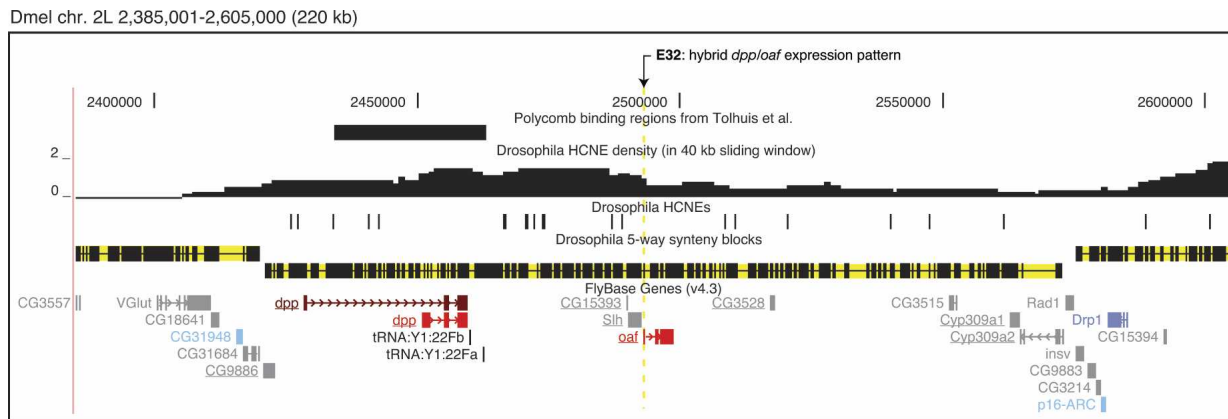 Dmel chr. 2L 2,385,001-2,605,000 (220 kb)
E32: hybrid dpp/oaf expression pattern
2400000 2450000 2500000 2550000 2600000
Polycomb binding regions from Tolhuis et al.
Drosophila HCNE density (in 40 kb sliding window)
2
0
Drosophila HCNEs
Drosophila 5-way synteny blocks
FlyBase Genes (v4.3)
CG3557 VGlut dpp CG15393 CG3528 CG3515 Rad1
CG18641 dpp Slh Cyp309a1 Drp1
CG31948 tRNA:Y1:22Fb oaf Cyp309a2 CG15394
CG31684 tRNA:Y1:22Fa insv
CG9886 CG9883
CG3214
p16-ARC